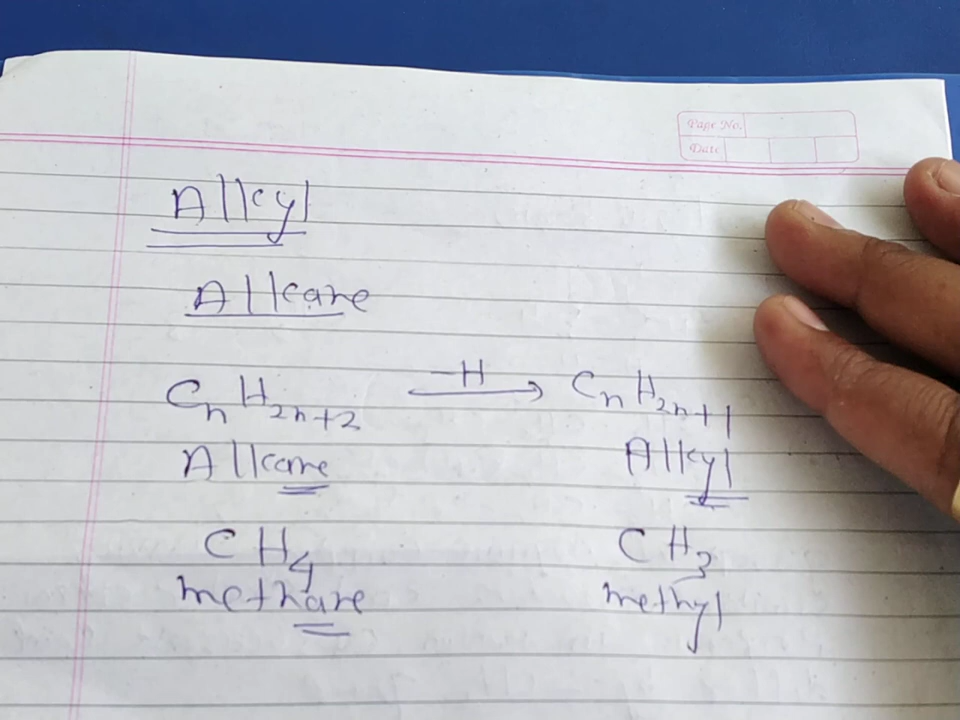 Page No.
Date
Alkyl
Alkane
CnH2n+2 -H → CnH2n+1
Alkane Alkyl
CH4 CH3
methane methyl